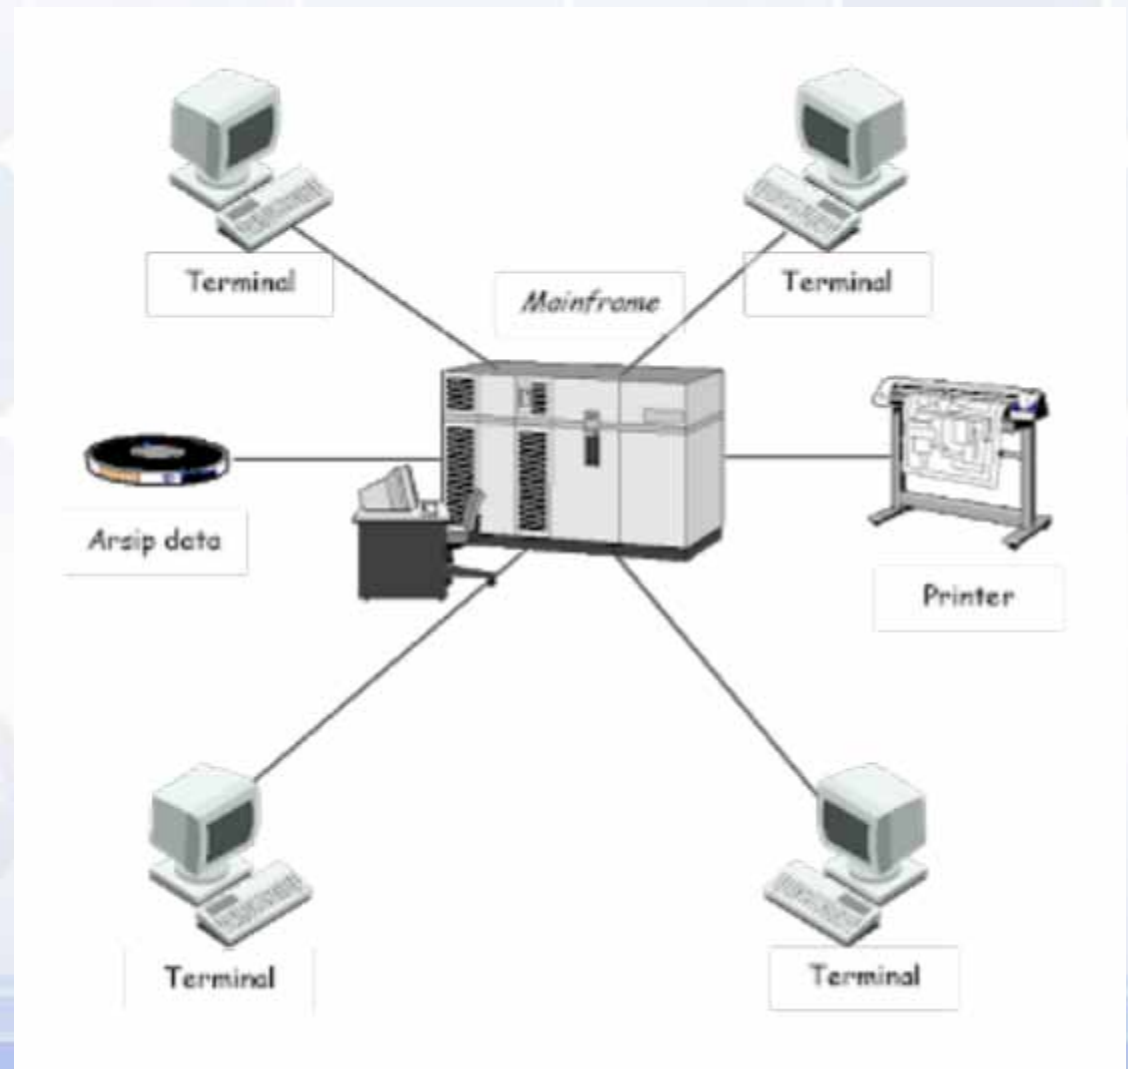 Terminal
Terminal
Mainframe
Arsip data
Printer
Terminal
Terminal